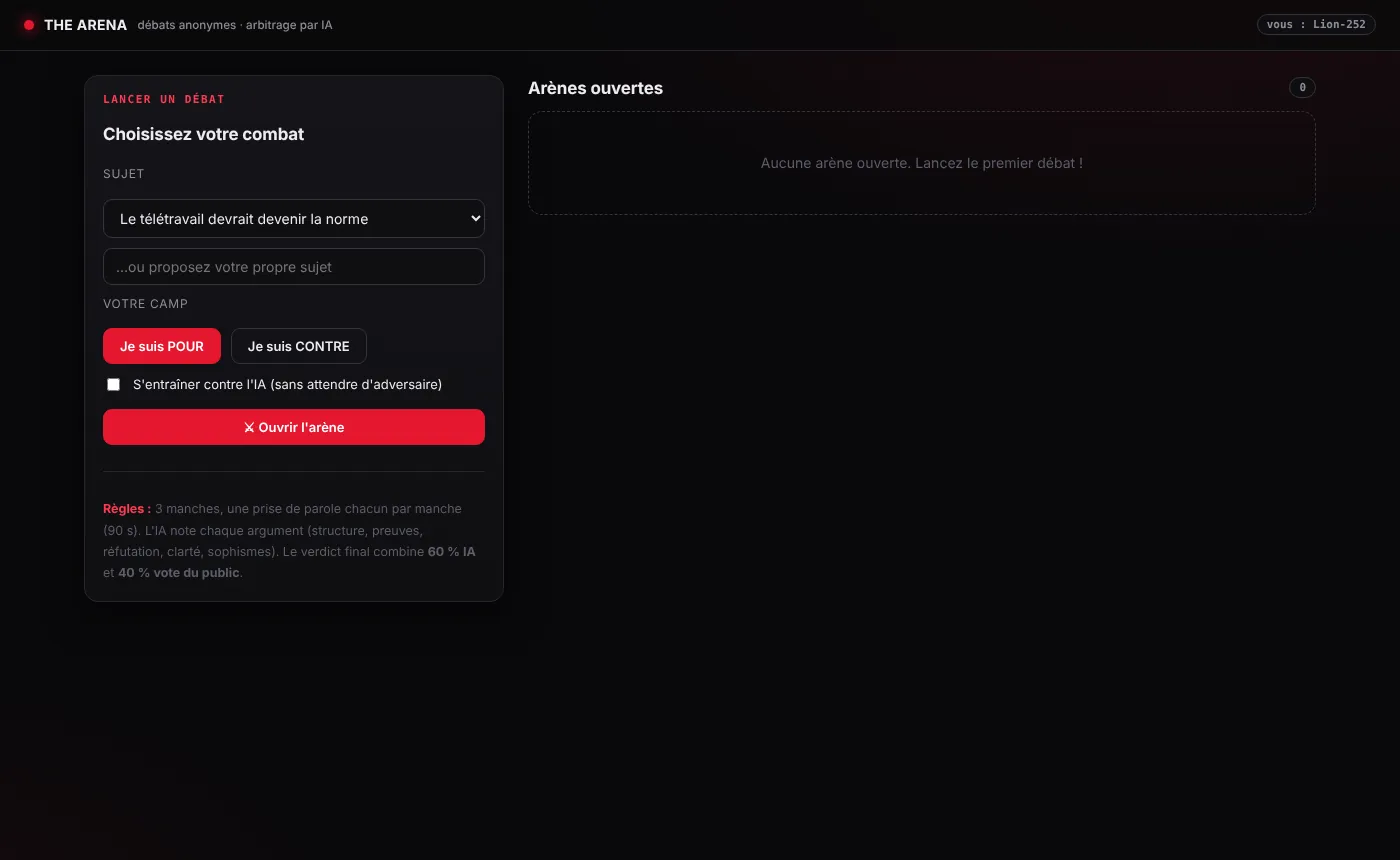 THE ARENA débats anonymes · arbitrage par IA
vous : Lion-252
LANCER UN DÉBAT
Choisissez votre combat
SUJET
Le télétravail devrait devenir la norme
...ou proposez votre propre sujet
VOTRE CAMP
Je suis POUR
Je suis CONTRE
S'entraîner contre l'IA (sans attendre d'adversaire)
⚔ Ouvrir l'arène
Règles : 3 manches, une prise de parole chacun par manche
(90 s). L'IA note chaque argument (structure, preuves,
réfutation, clarté, sophismes). Le verdict final combine 60 % IA
et 40 % vote du public.
Arènes ouvertes
0
Aucune arène ouverte. Lancez le premier débat !